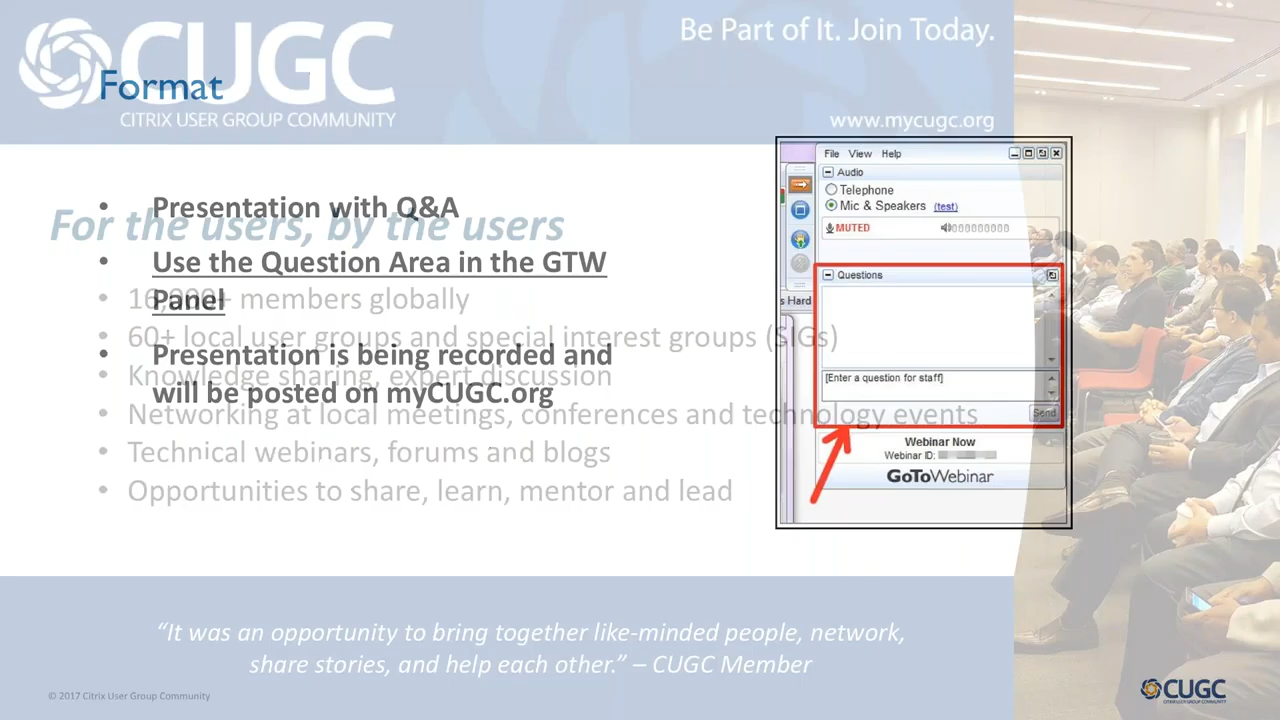 CUGC
CITRIX USER GROUP COMMUNITY
Be Part of It. Join Today.
www.mycugc.org
Format
• Presentation with Q&A
• Use the Question Area in the GTW
Panel
• Presentation is being recorded and
will be posted on myCUGC.org
For the users, by the users
• members globally
• 60+ local user groups and special interest groups (SIGs)
• Knowledge sharing, expert discussion
• Networking at local meetings, conferences and technology events
• Technical webinars, forums and blogs
• Opportunities to share, learn, mentor and lead
File View Help
Audio
Telephone
Mic & Speakers (test)
MUTED
Questions
s Hard
[Enter a question for staff]
Send
Webinar Now
Webinar ID:
GoToWebinar
“It was an opportunity to bring together like-minded people, network,
share stories, and help each other.” – CUGC Member
© 2017 Citrix User Group Community
CUGC
CITRIX USER GROUP COMMUNITY